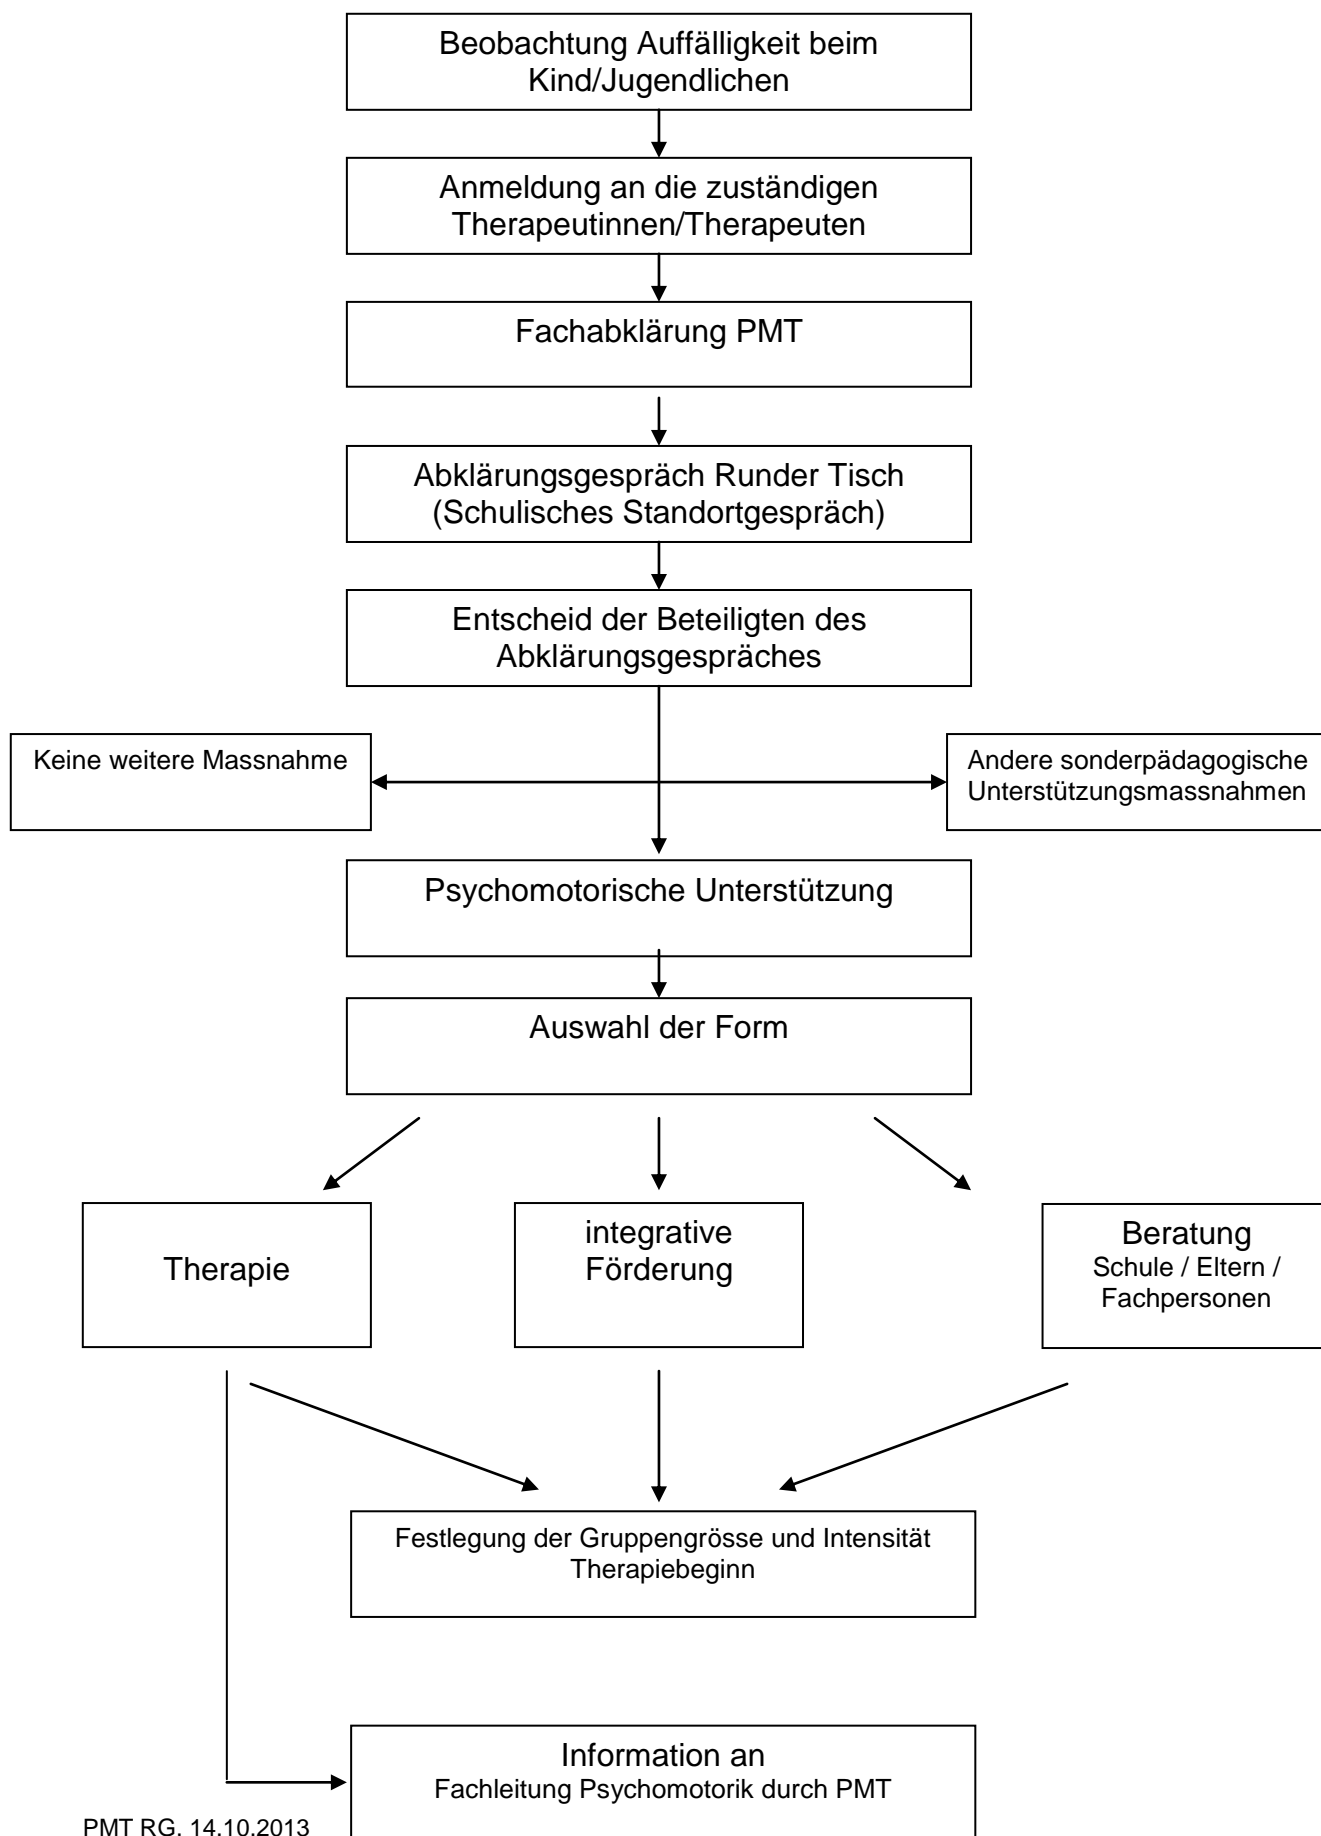 Beobachtung Auffälligkeit beim
Kind/Jugendlichen
Anmeldung an die zuständigen
Therapeutinnen/Therapeuten
Fachabklärung PMT
Abklärungsgespräch Runder Tisch
(Schulisches Standortgespräch)
Entscheid der Beteiligten des
Abklärungsgespräches
Keine weitere Massnahme
Andere sonderpädagogische
Unterstützungsmassnahmen
Psychomotorische Unterstützung
Auswahl der Form
Therapie
integrative
Förderung
Beratung
Schule / Eltern /
Fachpersonen
Festlegung der Gruppengrösse und Intensität
Therapiebeginn
Information an
Fachleitung Psychomotorik durch PMT
PMT RG. 14.10.2013